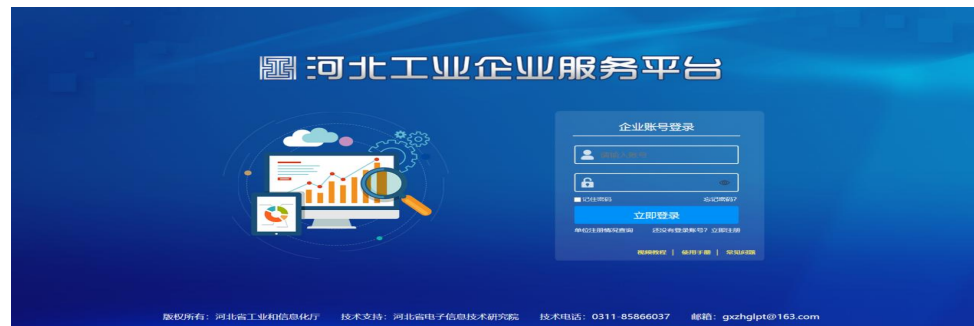 河北工业企业服务平台
企业账号登录
请输入账号
记住密码 忘记密码?
立即登录
单位注册情况查询 还没有登录账号? 立即注册
视频教程 | 使用手册 | 常见问题
版权所有: 河北省工业和信息化厅 技术支持: 河北省电子信息技术研究院 技术电话: 0311-85866037 邮箱: gxzhglpt@163.com